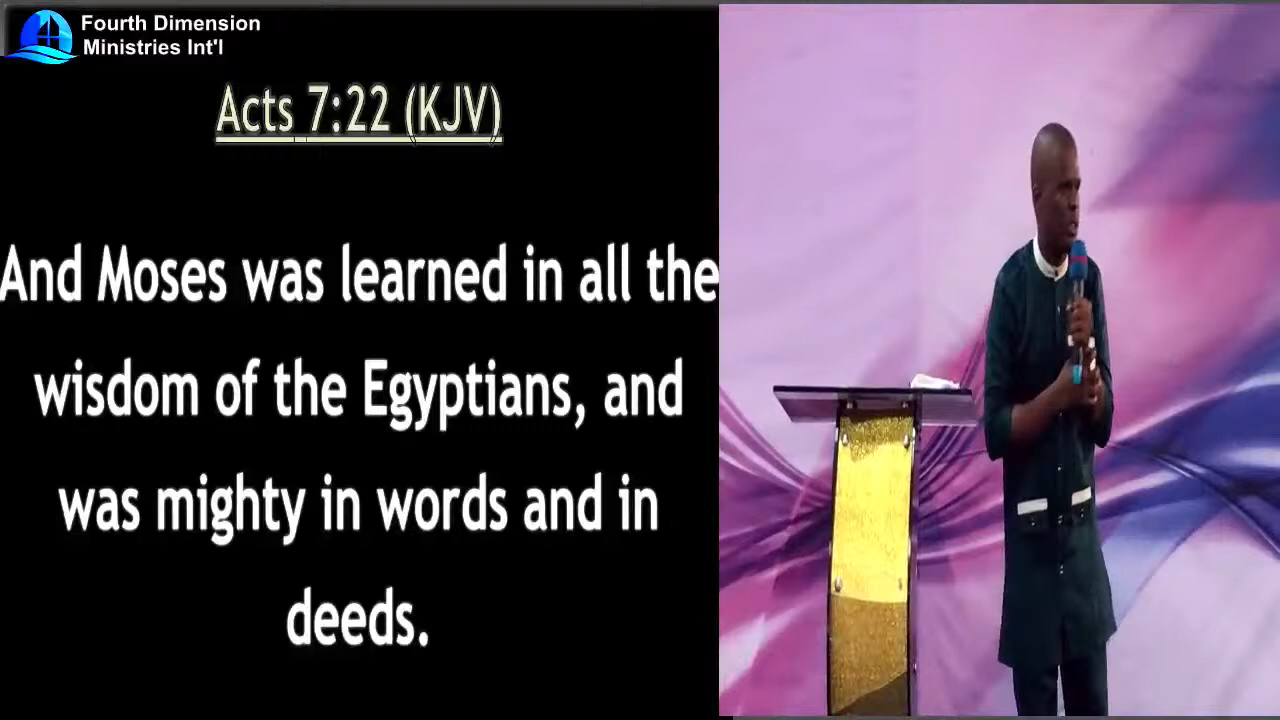 Fourth Dimension
Ministries Int'l
Acts 7:22 (KJV)
And Moses was learned in all the
wisdom of the Egyptians, and
was mighty in words and in
deeds.